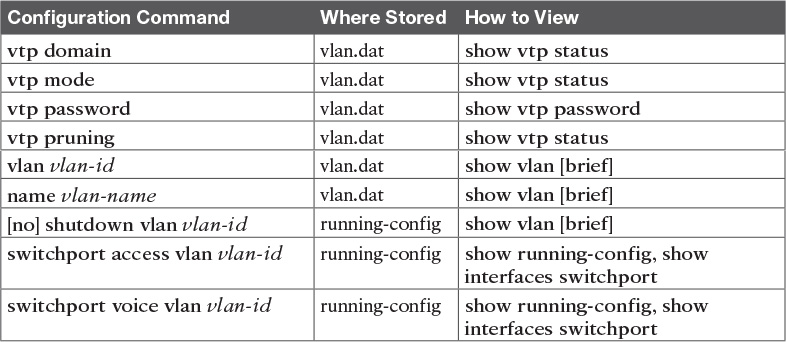 Configuration Command Where Stored How to View
vtp domain vlan.dat show vtp status
vtp mode vlan.dat show vtp status
vtp password vlan.dat show vtp password
vtp pruning vlan.dat show vtp status
vlan vlan-id vlan.dat show vlan [brief]
name vlan-name vlan.dat show vlan [brief]
[no] shutdown vlan vlan-id running-config show vlan [brief]
switchport access vlan vlan-id running-config show running-config, show
interfaces switchport
switchport voice vlan vlan-id running-config show running-config, show
interfaces switchport